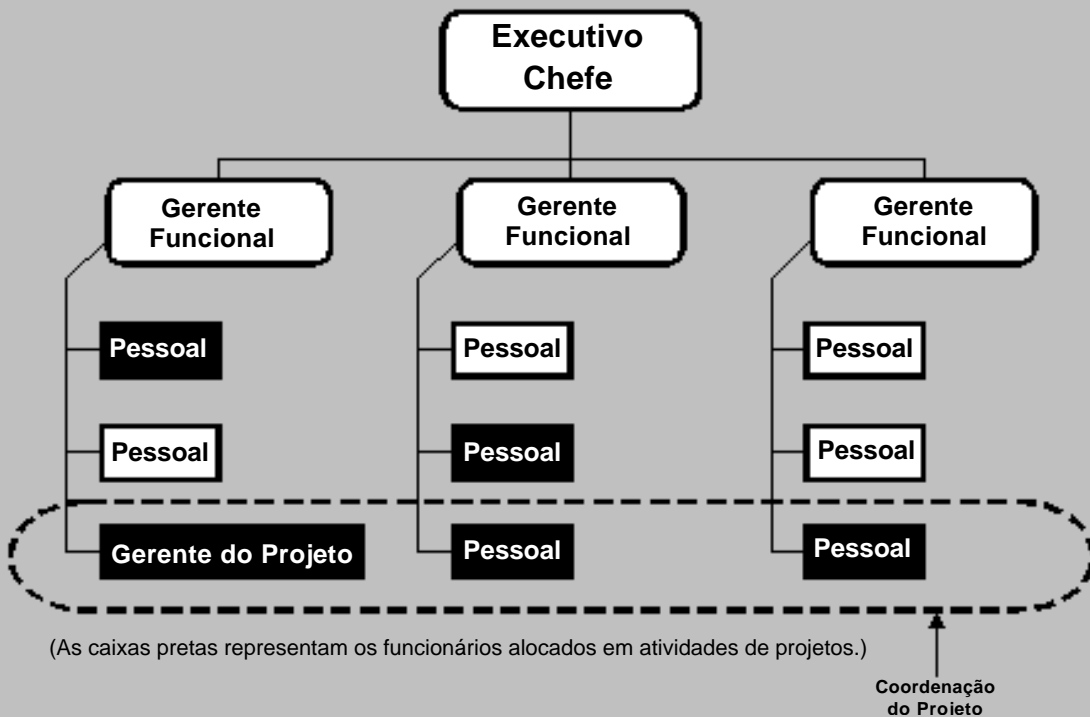 Executivo
Chefe
Gerente
Funcional
Gerente
Funcional
Gerente
Funcional
Pessoal
Pessoal
Pessoal
Pessoal
Pessoal
Pessoal
Gerente do Projeto
Pessoal
Pessoal
(As caixas pretas representam os funcionários alocados em atividades de projetos.)
Coordenação
do Projeto